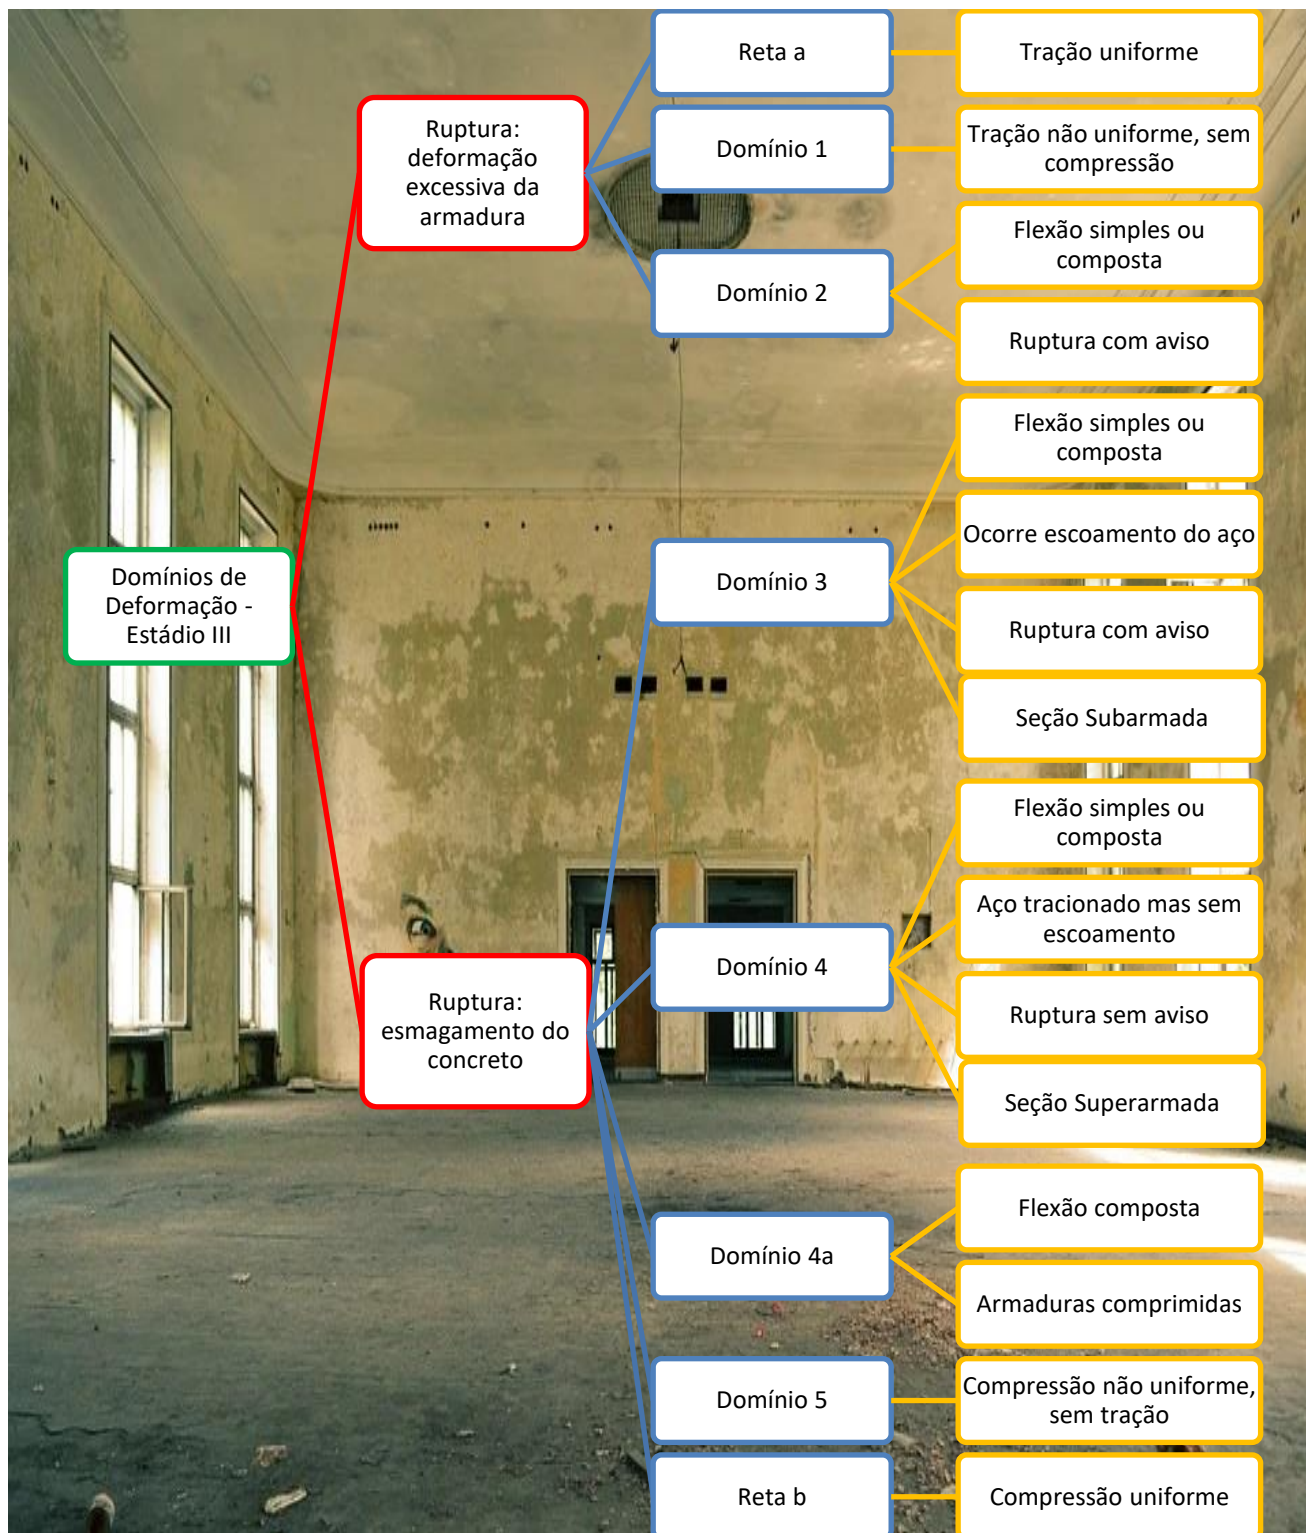 Domínios de
Deformação -
Estádio III
Ruptura:
deformação
excessiva da
armadura
Reta a
Tração uniforme
Domínio 1
Tração não uniforme, sem
compressão
Domínio 2
Flexão simples ou
composta
Ruptura com aviso
Ruptura:
esmagamento do
concreto
Domínio 3
Flexão simples ou
composta
Ocorre escoamento do aço
Ruptura com aviso
Seção Subarmada
Domínio 4
Flexão simples ou
composta
Aço tracionado mas sem
escoamento
Ruptura sem aviso
Seção Superarmada
Domínio 4a
Flexão composta
Armaduras comprimidas
Domínio 5
Compressão não uniforme,
sem tração
Reta b
Compressão uniforme